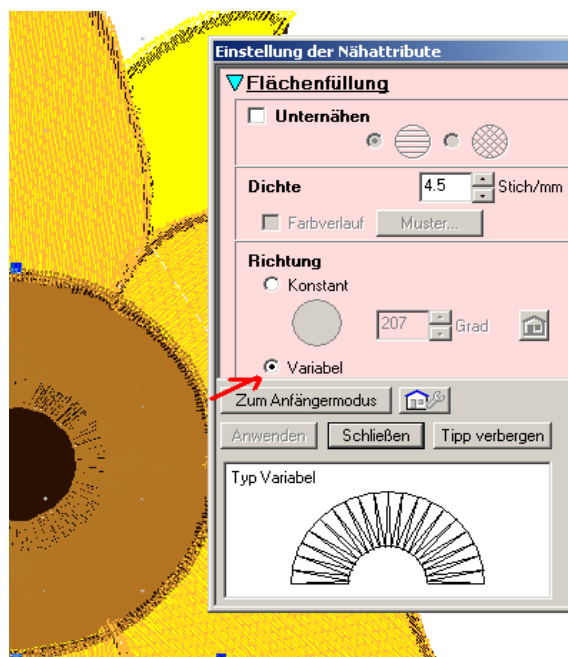 Einstellung der Nähattribute
Flächenfüllung
Unternähen
Dichte 4.5 Stich/mm
Farbverlauf Muster...
Richtung
Konstant
207 Grad
Variabel
Zum Anfängermodus
Anwenden Schließen Tipp verbergen
Typ Variabel